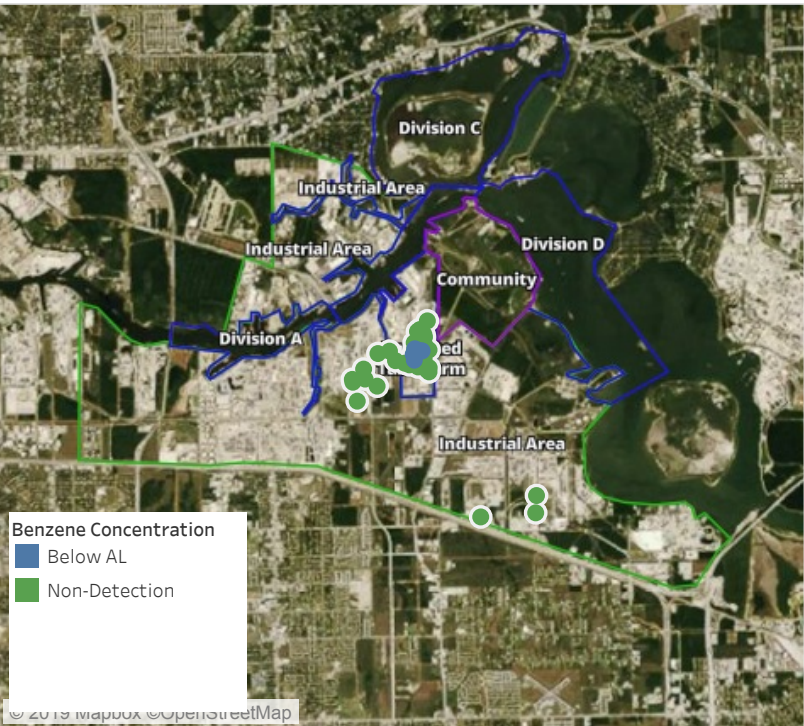 Division C
Industrial Area
Division D
Industrial Area
Community
Division A
Industrial Area
Benzene Concentration
Below AL
Non-Detection
© 2019 Mapbox ©OpenStreetMap